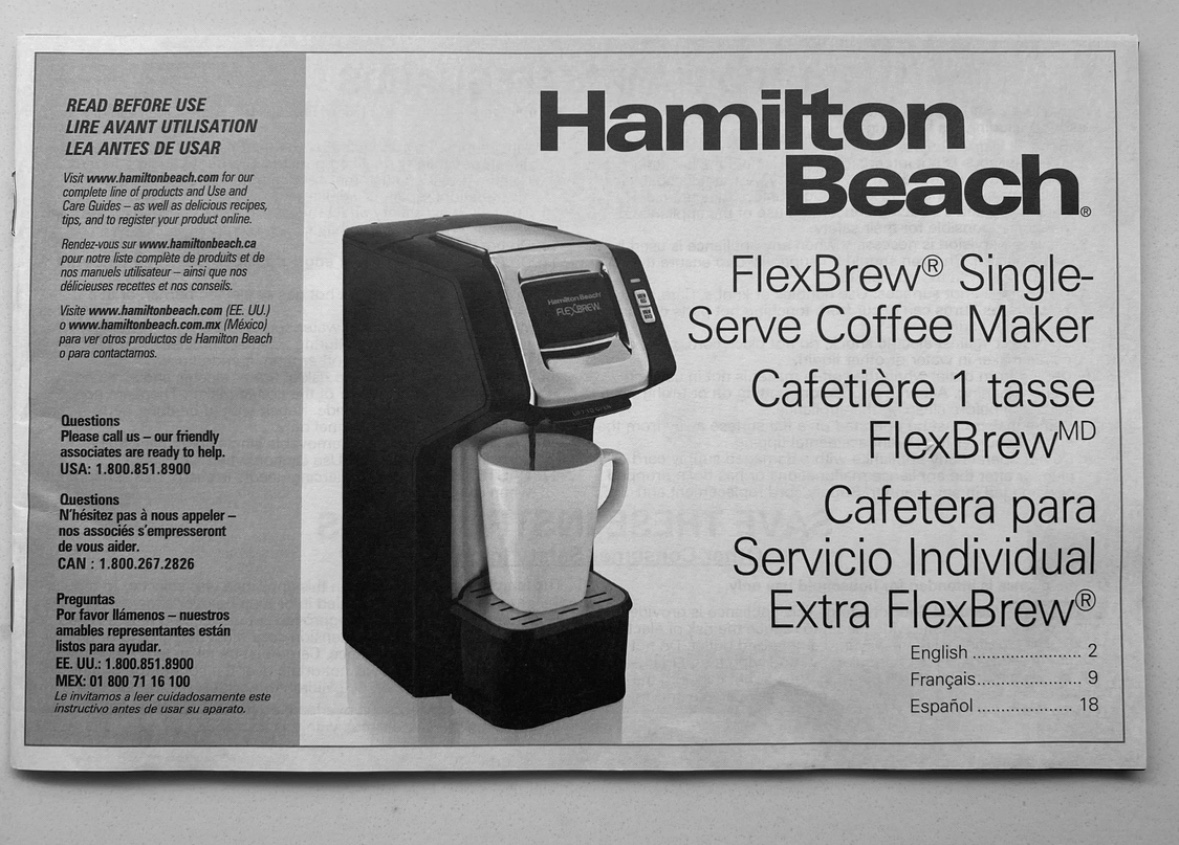 READ BEFORE USE
LIRE AVANT UTILISATION
LEA ANTES DE USAR
Visit www.hamiltonbeach.com for our
complete line of products and Use and
Care Guides – as well as delicious recipes,
tips, and to register your product online.
Rendez-vous sur www.hamiltonbeach.ca
pour notre liste complète de produits et de
nos manuels utilisateur – ainsi que nos
délicieuses recettes et nos conseils.
Visite www.hamiltonbeach.com (EE. UU.)
o www.hamiltonbeach.com.mx (México)
para ver otros productos de Hamilton Beach
o para contactarnos.
Questions
Please call us – our friendly
associates are ready to help.
USA: 1.800.851.8900
Questions
N'hésitez pas à nous appeler –
nos associés s'empresseront
de vous aider.
CAN : 1.800.267.2826
Preguntas
Por favor llámenos – nuestros
amables representantes están
listos para ayudar.
EE. UU.: 1.800.851.8900
MEX: 01 800 71 16 100
Le invitamos a leer cuidadosamente este
instructivo antes de usar su aparato.
Hamilton Beach
FLEXBREW
Hamilton
Beach®
FlexBrew® Single-
Serve Coffee Maker
Cafetière 1 tasse
FlexBrewMD
Cafetera para
Servicio Individual
Extra FlexBrew®
English ...................... 2
Français..................... 9
Español .................... 18